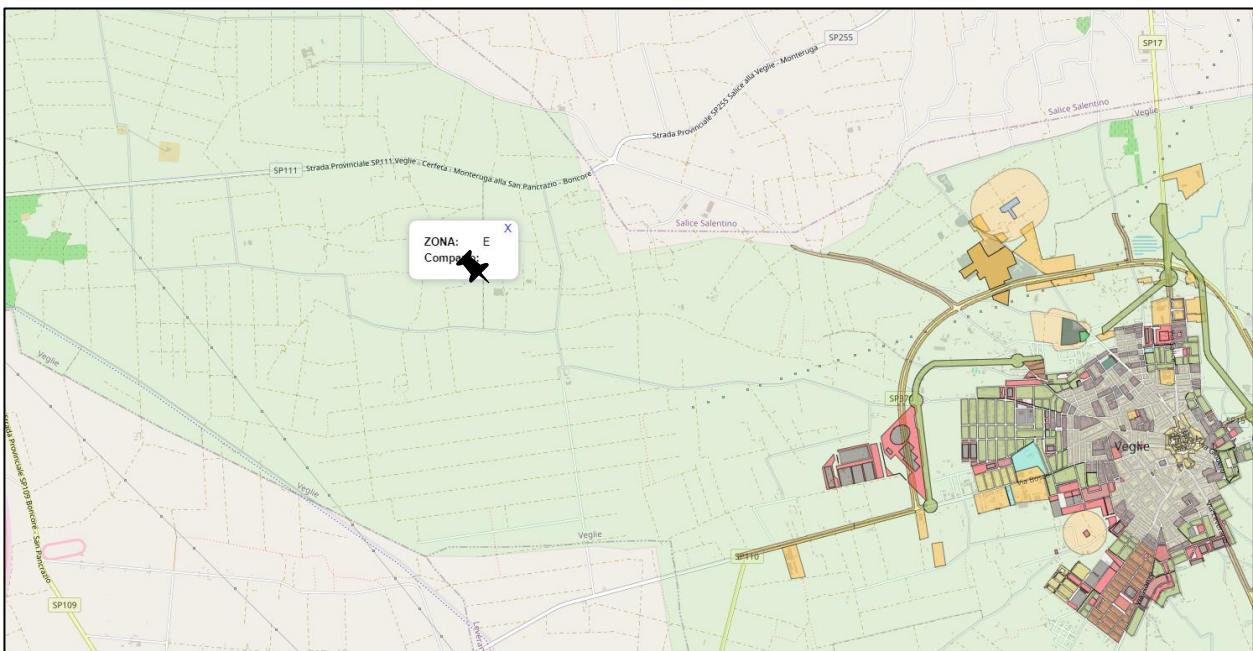 SP255
SP17
Strada Provinciale SP255 Salice alla Veglie - Monteruga
Salice Salentino
Veglie
SP111
Strada Provinciale SP111 Veglie - Cerfeta - Monteruga alla San Pancrazio - Boncore
Salice Salentino
X
ZONA: E
Veglie
SP370
SP15
Veglie
Strada Provinciale SP109 Boncore - San Pancrazio
Veglie
Veglie
SP110
SP109